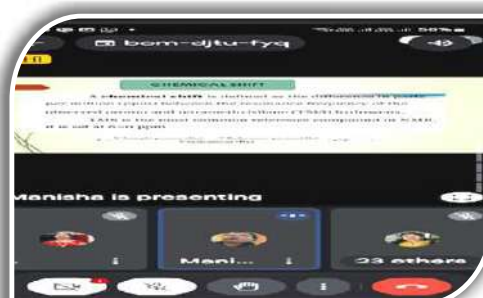 58%
bom-djtu-fyq
CHEMICAL SHIFT
A chemical shift is defined as the difference in parts
per million (ppm) between the resonance frequency of the
observed proton and tetramethylsilane (TMS) hydrogens.
TMS is the most common reference compound in NMR,
it is set at δ=0 ppm
Manisha is presenting
Mani...
23 others